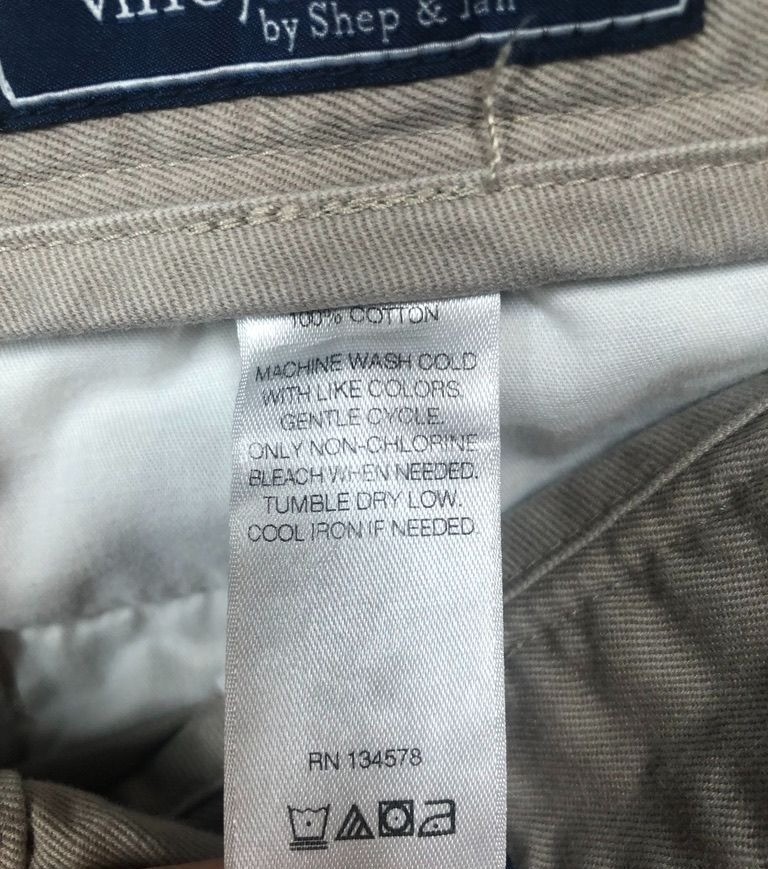 by Shep & Ian
100% COTTON
MACHINE WASH COLD
WITH LIKE COLORS.
GENTLE CYCLE.
ONLY NON-CHLORINE
BLEACH WHEN NEEDED.
TUMBLE DRY LOW.
COOL IRON IF NEEDED.
RN 134578